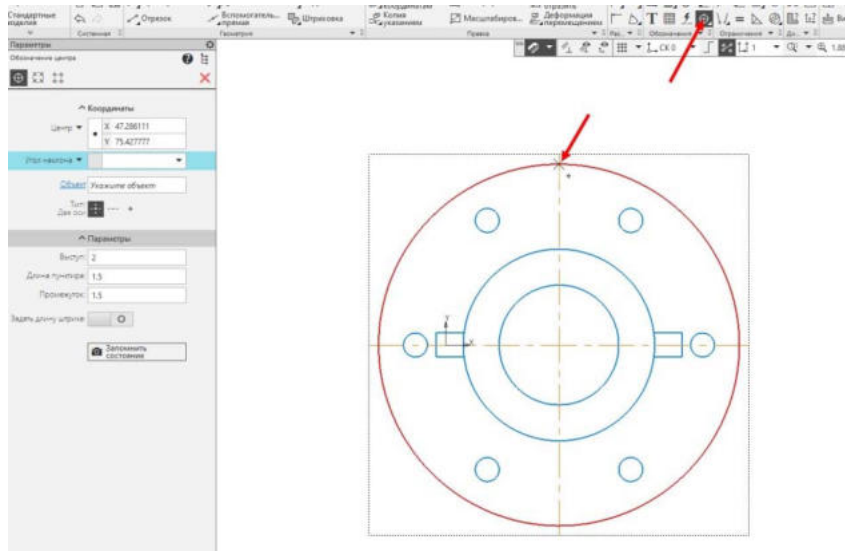 Стандартные
изделия
Системная
Отрезок
Вспомогатель...
прямая
Штриховка
Геометрия
Копия
указанием
Масштабиров...
Деформация
перемещением
Правка
Обозначения
Ограничения
СК 0
1
Параметры
Обозначение центра
Координаты
Центр
X 47.286111
Y 75.427777
Угол наклона
Объект Укажите объект
Тип:
Две оси
Параметры
Выступ: 2
Длина пунктира: 1.5
Промежуток: 1.5
Задать длину штриха:
Запомнить
состояние
Y
X